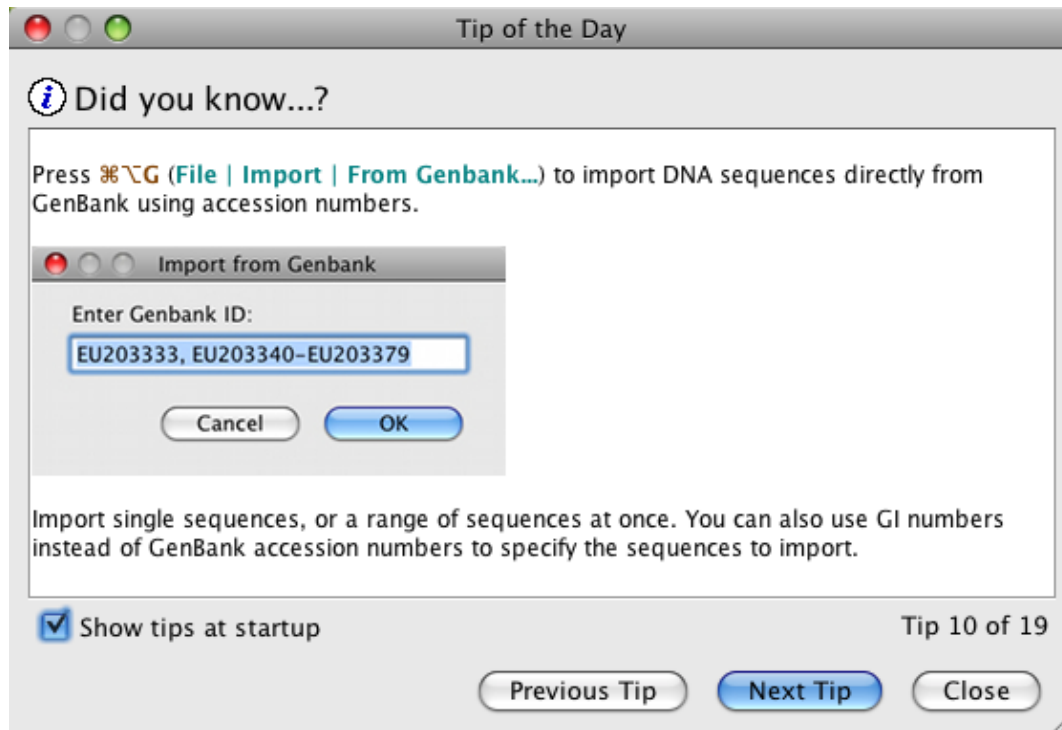 Tip of the Day
i Did you know...?
Press ⌘⌥G (File | Import | From Genbank...) to import DNA sequences directly from
GenBank using accession numbers.
Import from Genbank
Enter Genbank ID:
EU203333, EU203340-EU203379
Cancel OK
Import single sequences, or a range of sequences at once. You can also use GI numbers
instead of GenBank accession numbers to specify the sequences to import.
Show tips at startup Tip 10 of 19
Previous Tip Next Tip Close